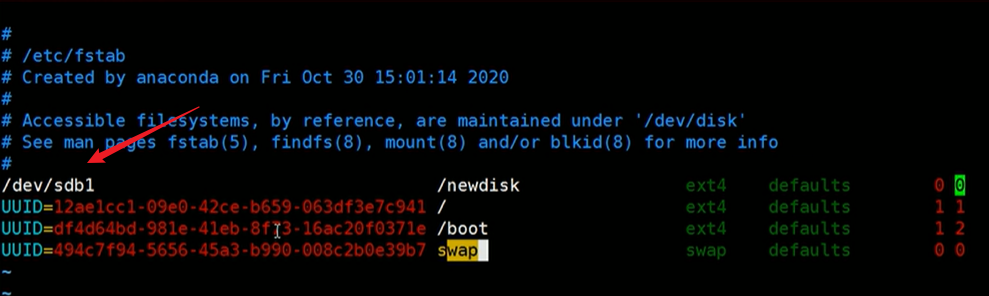 #
# /etc/fstab
# Created by anaconda on Fri Oct 30 15:01:14 2020
#
# Accessible filesystems, by reference, are maintained under '/dev/disk'
# See man pages fstab(5), findfs(8), mount(8) and/or blkid(8) for more info
#
/dev/sdb1 /newdisk ext4 defaults 0 0
UUID=12ae1cc1-09e0-42ce-b659-063df3e7c941 / ext4 defaults 1 1
UUID=df4d64bd-981e-41eb-8f73-16ac20f0371e /boot ext4 defaults 1 2
UUID=494c7f94-5656-45a3-b990-008c2b0e39b7 swap swap defaults 0 0
~
~